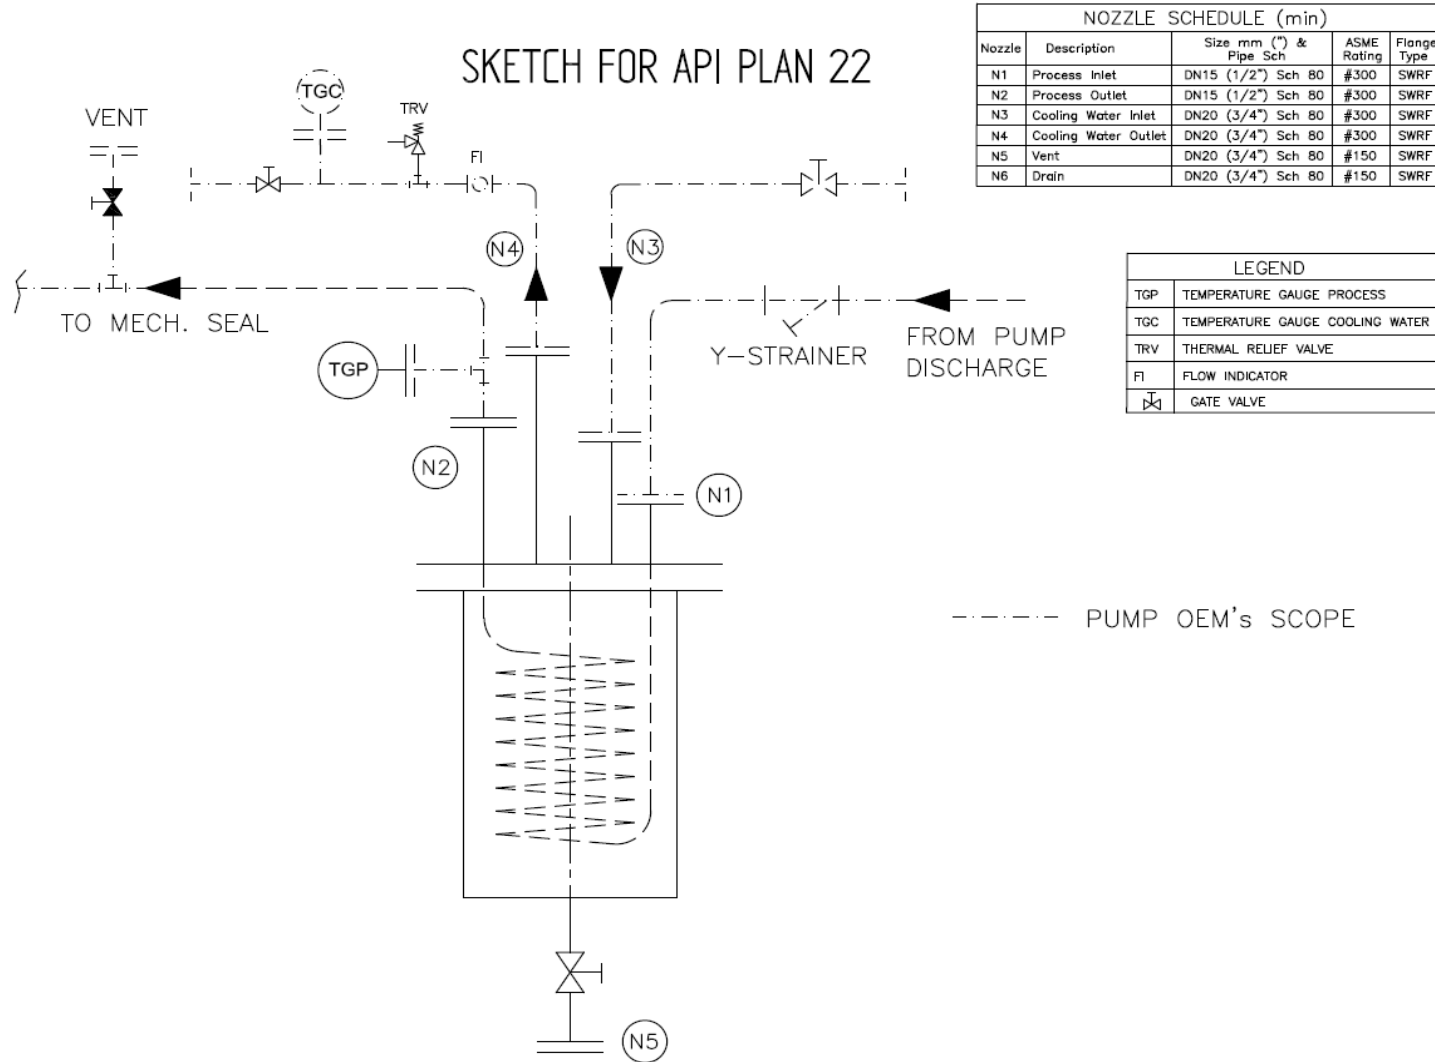 SKETCH FOR API PLAN 22
NOZZLE SCHEDULE (min)
Nozzle Description Size mm (") & Pipe Sch ASME Rating Flange Type
N1 Process Inlet DN15 (1/2") Sch 80 #300 SWRF
N2 Process Outlet DN15 (1/2") Sch 80 #300 SWRF
N3 Cooling Water Inlet DN20 (3/4") Sch 80 #300 SWRF
N4 Cooling Water Outlet DN20 (3/4") Sch 80 #300 SWRF
N5 Vent DN20 (3/4") Sch 80 #150 SWRF
N6 Drain DN20 (3/4") Sch 80 #150 SWRF
TGC
TRV
VENT
FI
N4
N3
LEGEND
TGP TEMPERATURE GAUGE PROCESS
TGC TEMPERATURE GAUGE COOLING WATER
TRV THERMAL RELIEF VALVE
FI FLOW INDICATOR
GATE VALVE
TO MECH. SEAL
FROM PUMP
DISCHARGE
Y-STRAINER
TGP
N2
N1
PUMP OEM's SCOPE
N5